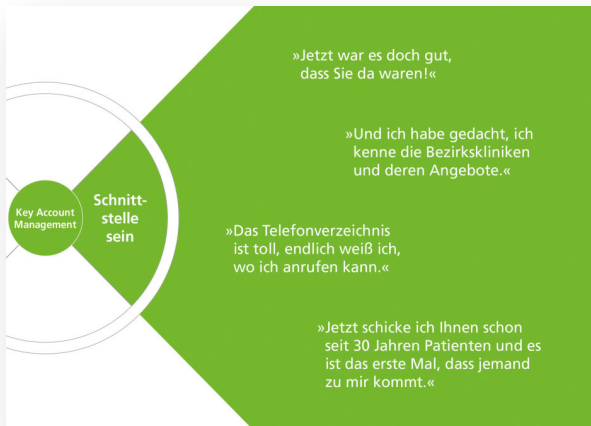 »Jetzt war es doch gut,
dass Sie da waren!«
»Und ich habe gedacht, ich
kenne die Bezirkskliniken
und deren Angebote.«
Key Account
Management
Schnitt-
stelle
sein
»Das Telefonverzeichnis
ist toll, endlich weiß ich,
wo ich anrufen kann.«
»Jetzt schicke ich Ihnen schon
seit 30 Jahren Patienten und es
ist das erste Mal, dass jemand
zu mir kommt.«